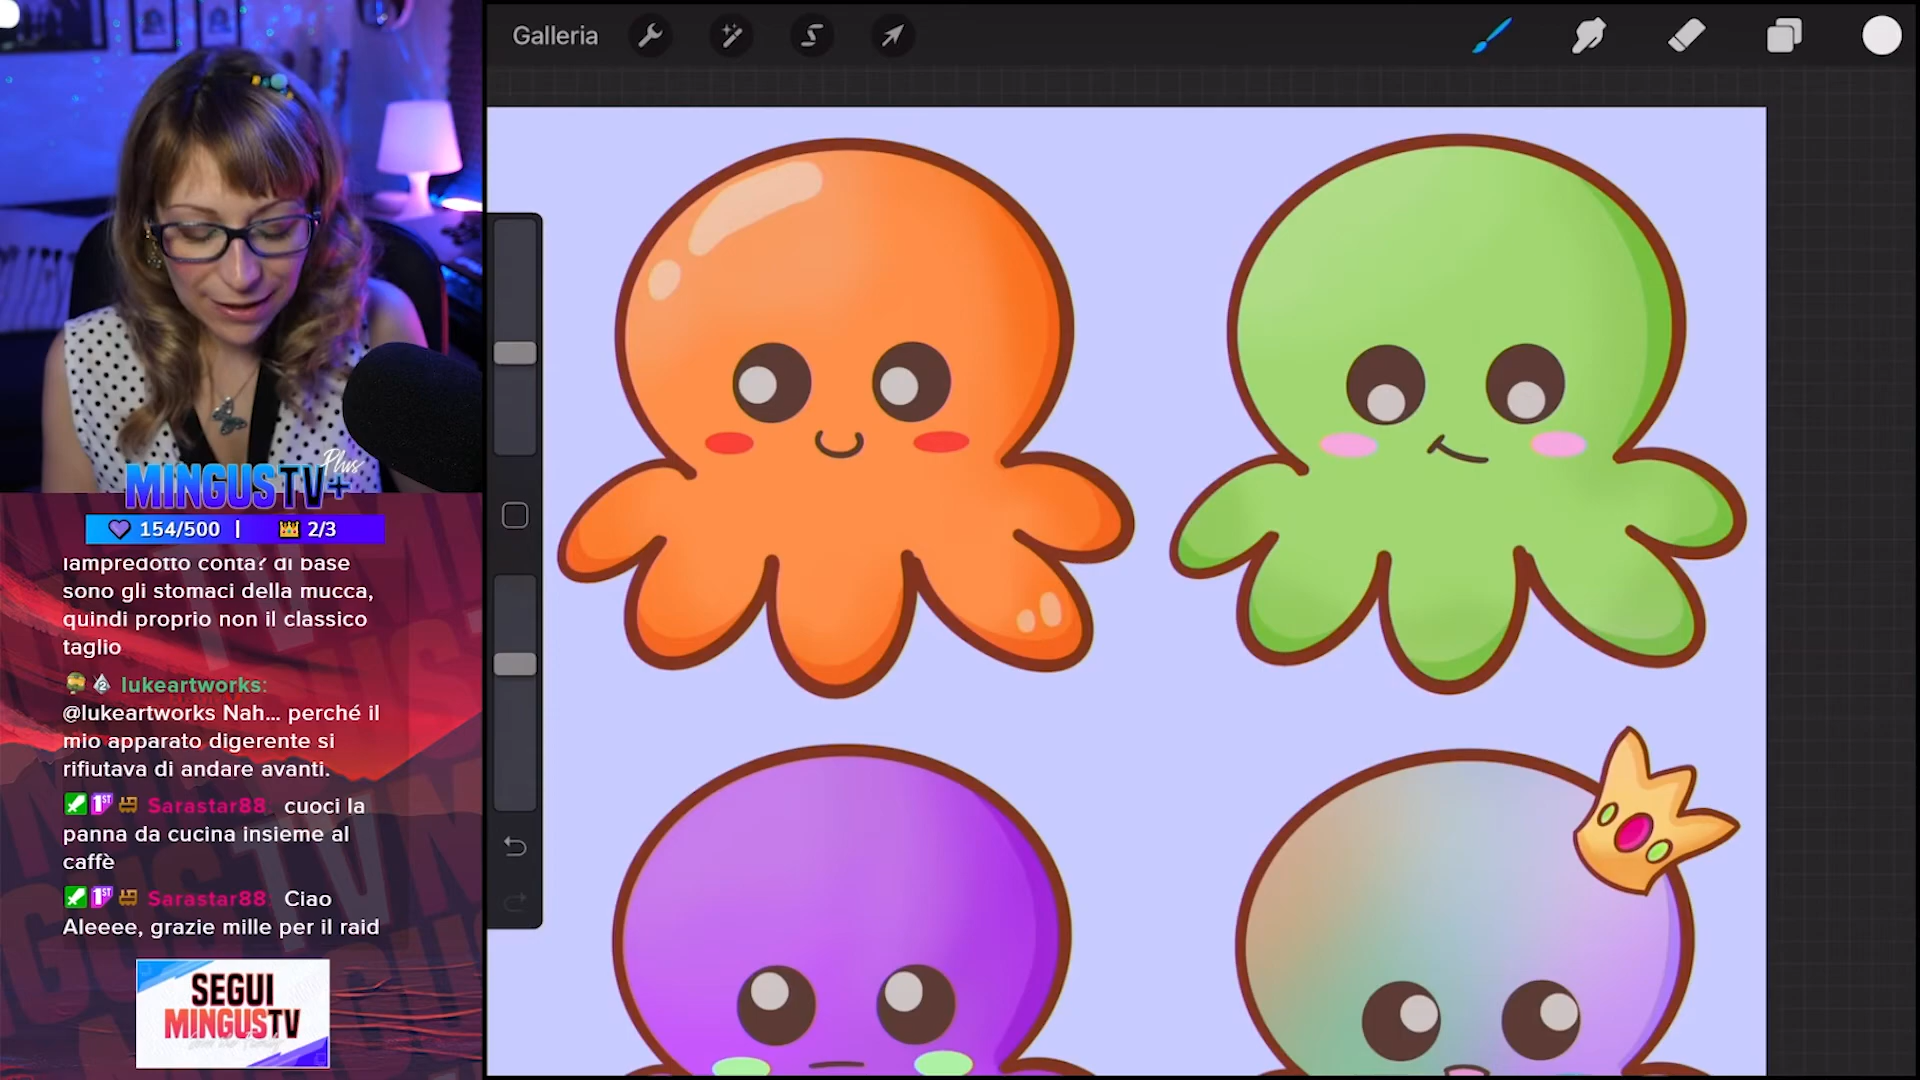 Galleria
MINGUSTV+
Plus
154/500 | 2/3
lampredotto conta? di base
sono gli stomaci della mucca,
quindi proprio non il classico
taglio
lukeartworks:
@lukeartworks Nah... perché il
mio apparato digerente si
rifiutava di andare avanti.
1ST Sarastar88: cuoci la
panna da cucina insieme al
caffè
1ST Sarastar88: Ciao
Aleeee, grazie mille per il raid
SEGUI
MINGUSTV